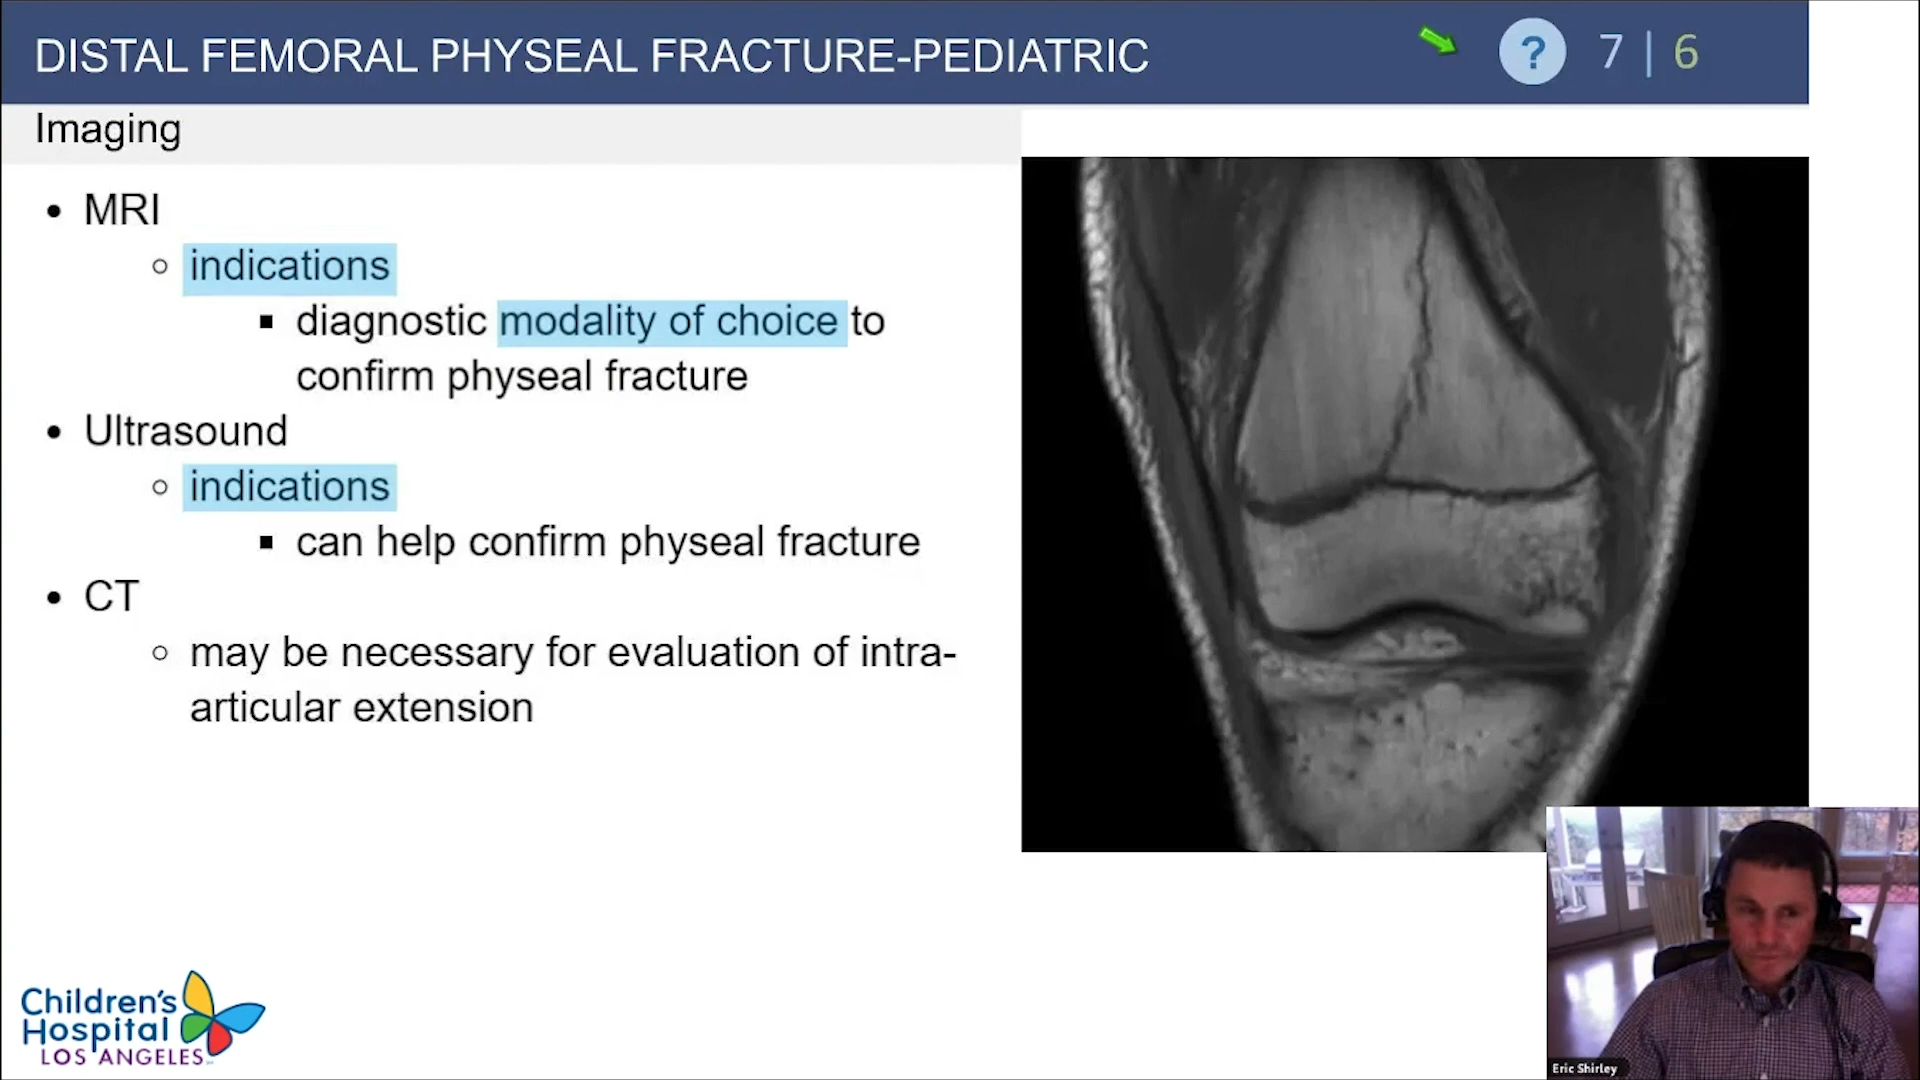 DISTAL FEMORAL PHYSEAL FRACTURE-PEDIATRIC
? 7 | 6
Imaging
• MRI
○ indications
▪ diagnostic modality of choice to
confirm physeal fracture
• Ultrasound
○ indications
▪ can help confirm physeal fracture
• CT
○ may be necessary for evaluation of intra-
articular extension
Children's
Hospital
LOS ANGELES
Eric Shirley